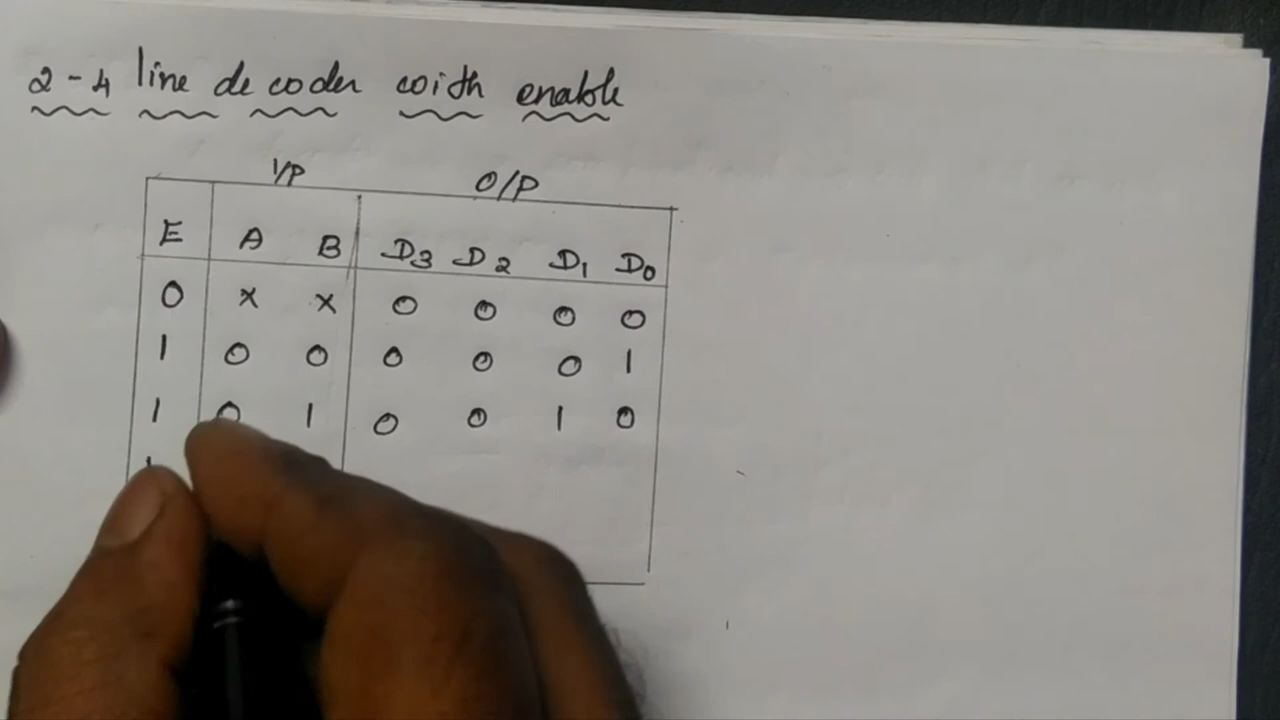 2-4 line decoder with enable
I/P O/P
E A B D3 D2 D1 D0
0 x x 0 0 0 0
1 0 0 0 0 0 1
1 0 1 0 0 1 0